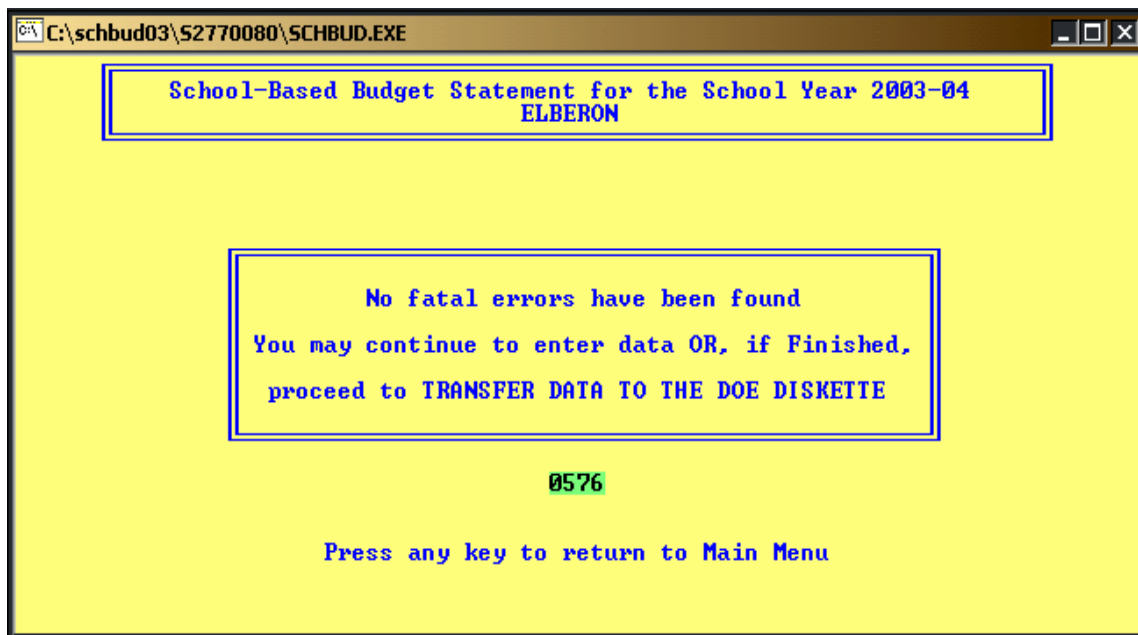 C:\schbud03\S2770080\SCHBUD.EXE
School-Based Budget Statement for the School Year 2003-04
ELBERON
No fatal errors have been found
You may continue to enter data OR, if Finished,
proceed to TRANSFER DATA TO THE DOE DISKETTE
0576
Press any key to return to Main Menu